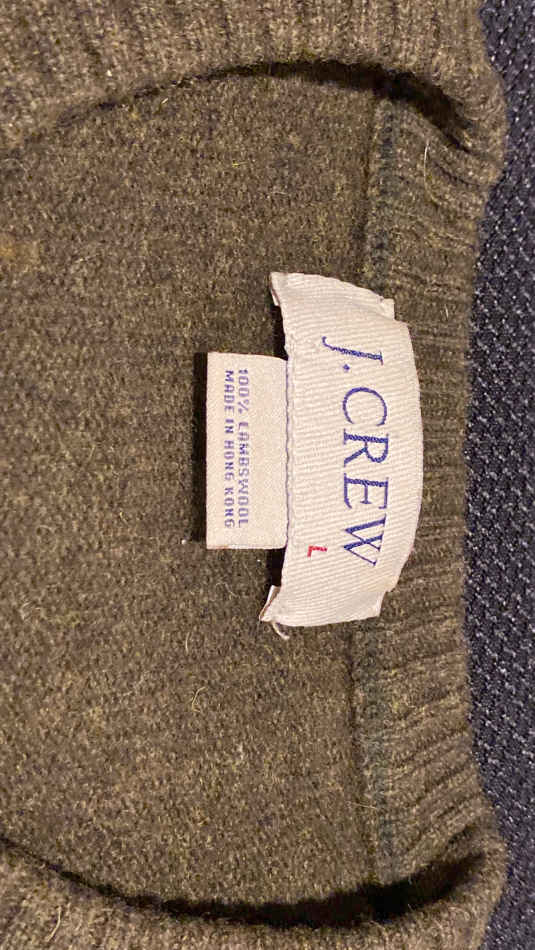 J.CREW
L
100% LAMBSWOOL
MADE IN HONG KONG